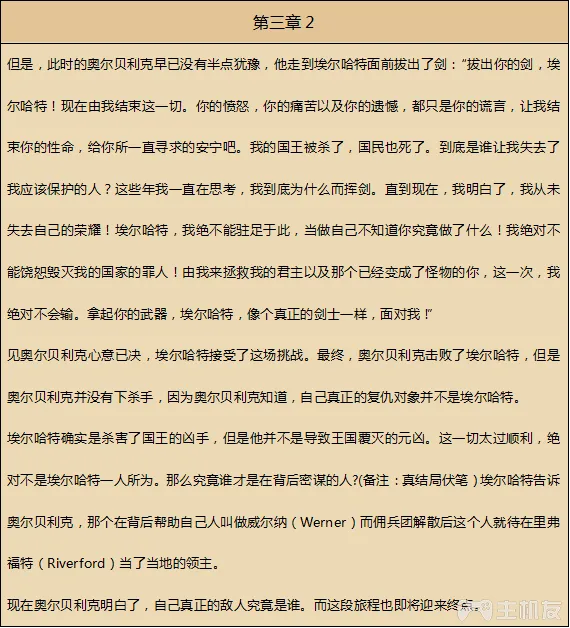 第三章 2
但是，此时的奥尔贝利克早已没有半点犹豫，他走到埃尔哈特面前拔出了剑：“拔出你的剑，埃
尔哈特！现在由我结束这一切。你的愤怒，你的痛苦以及你的遗憾，都只是你的谎言，让我结
束你的性命，给你所一直寻求的安宁吧。我的国王被杀了，国民也死了。到底是谁让我失去了
我应该保护的人？这些年我一直在思考，我到底为什么而挥剑。直到现在，我明白了，我从未
失去自己的荣耀！埃尔哈特，我绝不能驻足于此，当做自己不知道你究竟做了什么！我绝对不
能饶恕毁灭我的国家的罪人！由我来拯救我的君主以及那个已经变成了怪物的你，这一次，我
绝对不会输。拿起你的武器，埃尔哈特，像个真正的剑士一样，面对我！”
见奥尔贝利克心意已决，埃尔哈特接受了这场挑战。最终，奥尔贝利克击败了埃尔哈特，但是
奥尔贝利克并没有下杀手，因为奥尔贝利克知道，自己真正的复仇对象并不是埃尔哈特。
埃尔哈特确实是杀害了国王的凶手，但是他并不是导致王国覆灭的元凶。这一切太过顺利，绝
对不是埃尔哈特一人所为。那么究竟谁才是在背后密谋的人?(备注：真结局伏笔）埃尔哈特告诉
奥尔贝利克，那个在背后帮助自己人叫做威尔纳（Werner）而佣兵团解散后这个人就待在里弗
福特（Riverford）当了当地的领主。
现在奥尔贝利克明白了，自己真正的敌人究竟是谁。而这段旅程也即将迎来终点。
主机友